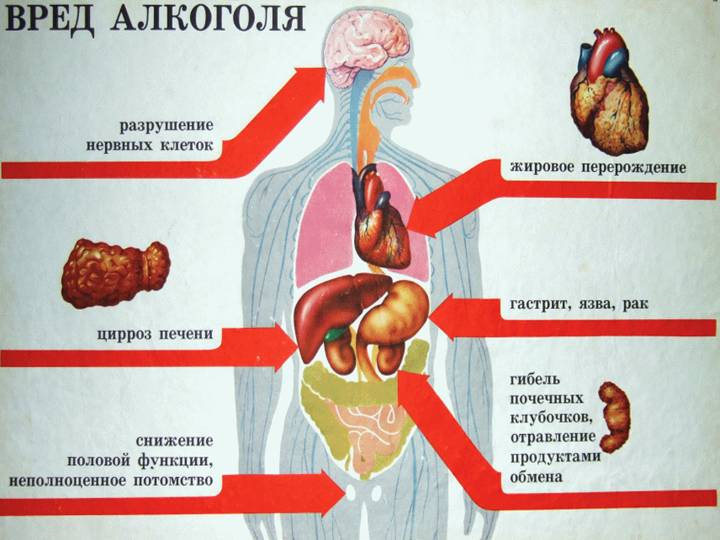 ВРЕД АЛКОГОЛЯ
разрушение
нервных клеток
жировое перерождение
цирроз печени
гастрит, язва, рак
снижение
половой функции,
неполноценное потомство
гибель
почечных
клубочков,
отравление
продуктами
обмена